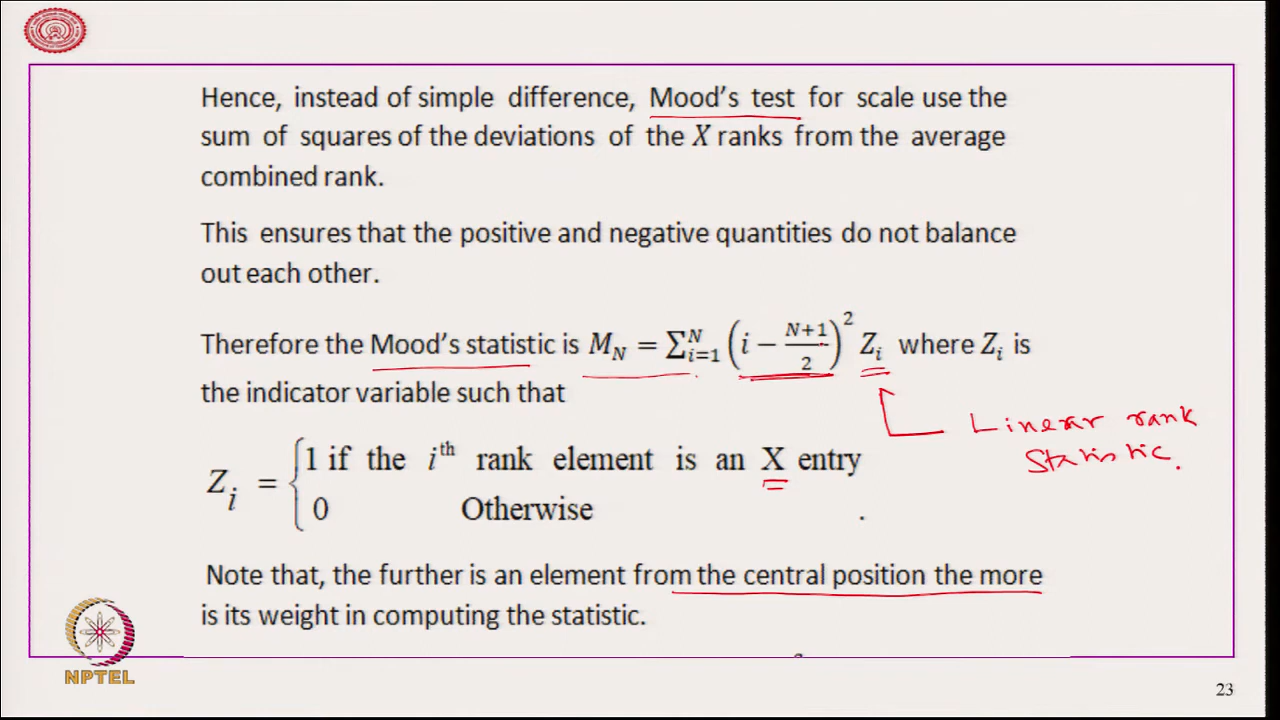 Hence, instead of simple difference, Mood's test for scale use the
sum of squares of the deviations of the X ranks from the average
combined rank.
This ensures that the positive and negative quantities do not balance
out each other.
Therefore the Mood's statistic is M_N = ∑_{i=1}^{N} (i − (N+1)/2)^2 Z_i where Z_i is
the indicator variable such that
Linear rank
Statistic.
Z_i = { 1 if the i^th rank element is an X entry
0 Otherwise .
Note that, the further is an element from the central position the more
is its weight in computing the statistic.
NPTEL
23